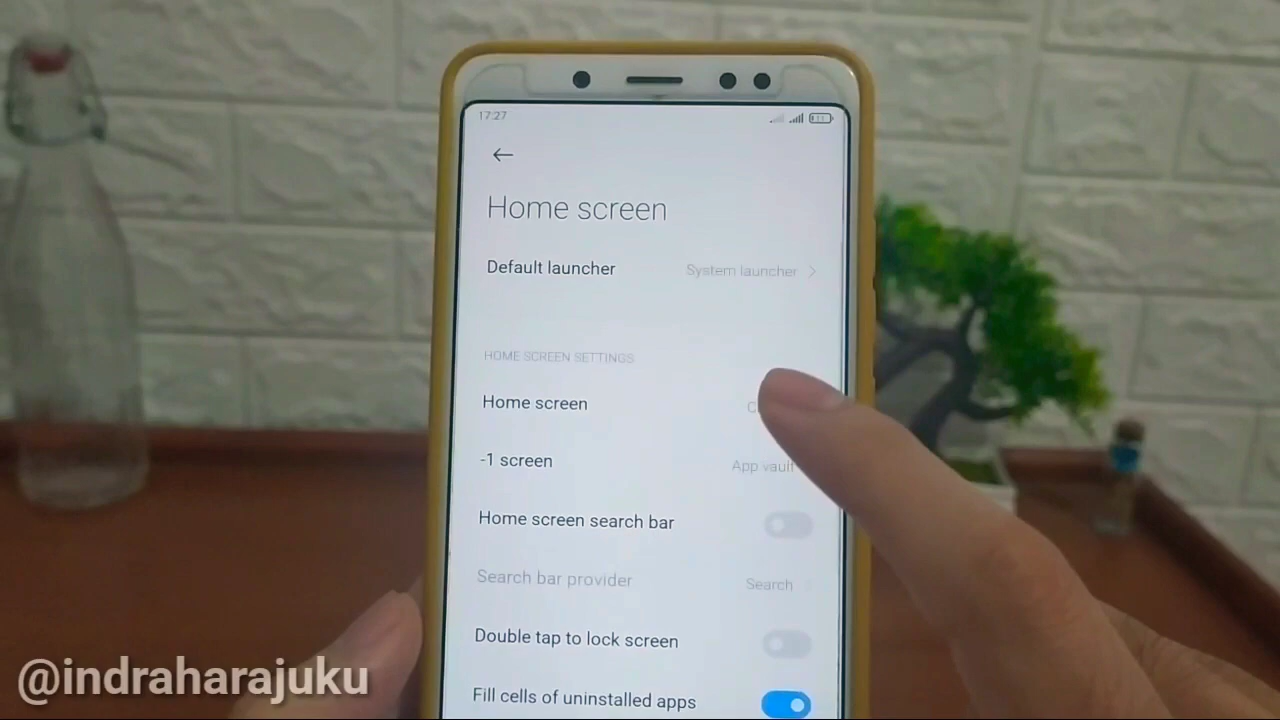 17:27
Home screen
Default launcher System launcher
HOME SCREEN SETTINGS
Home screen
-1 screen App vault
Home screen search bar
Search bar provider Search
Double tap to lock screen
Fill cells of uninstalled apps
@indraharajuku